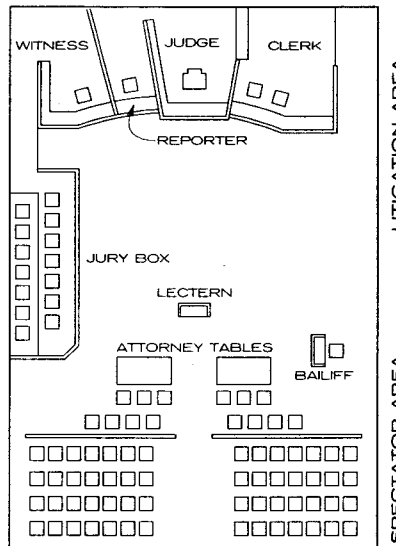 WITNESS
JUDGE
CLERK
REPORTER
JURY BOX
LECTERN
ATTORNEY TABLES
BAILIFF
LITIGATION AREA
SPECTATOR AREA